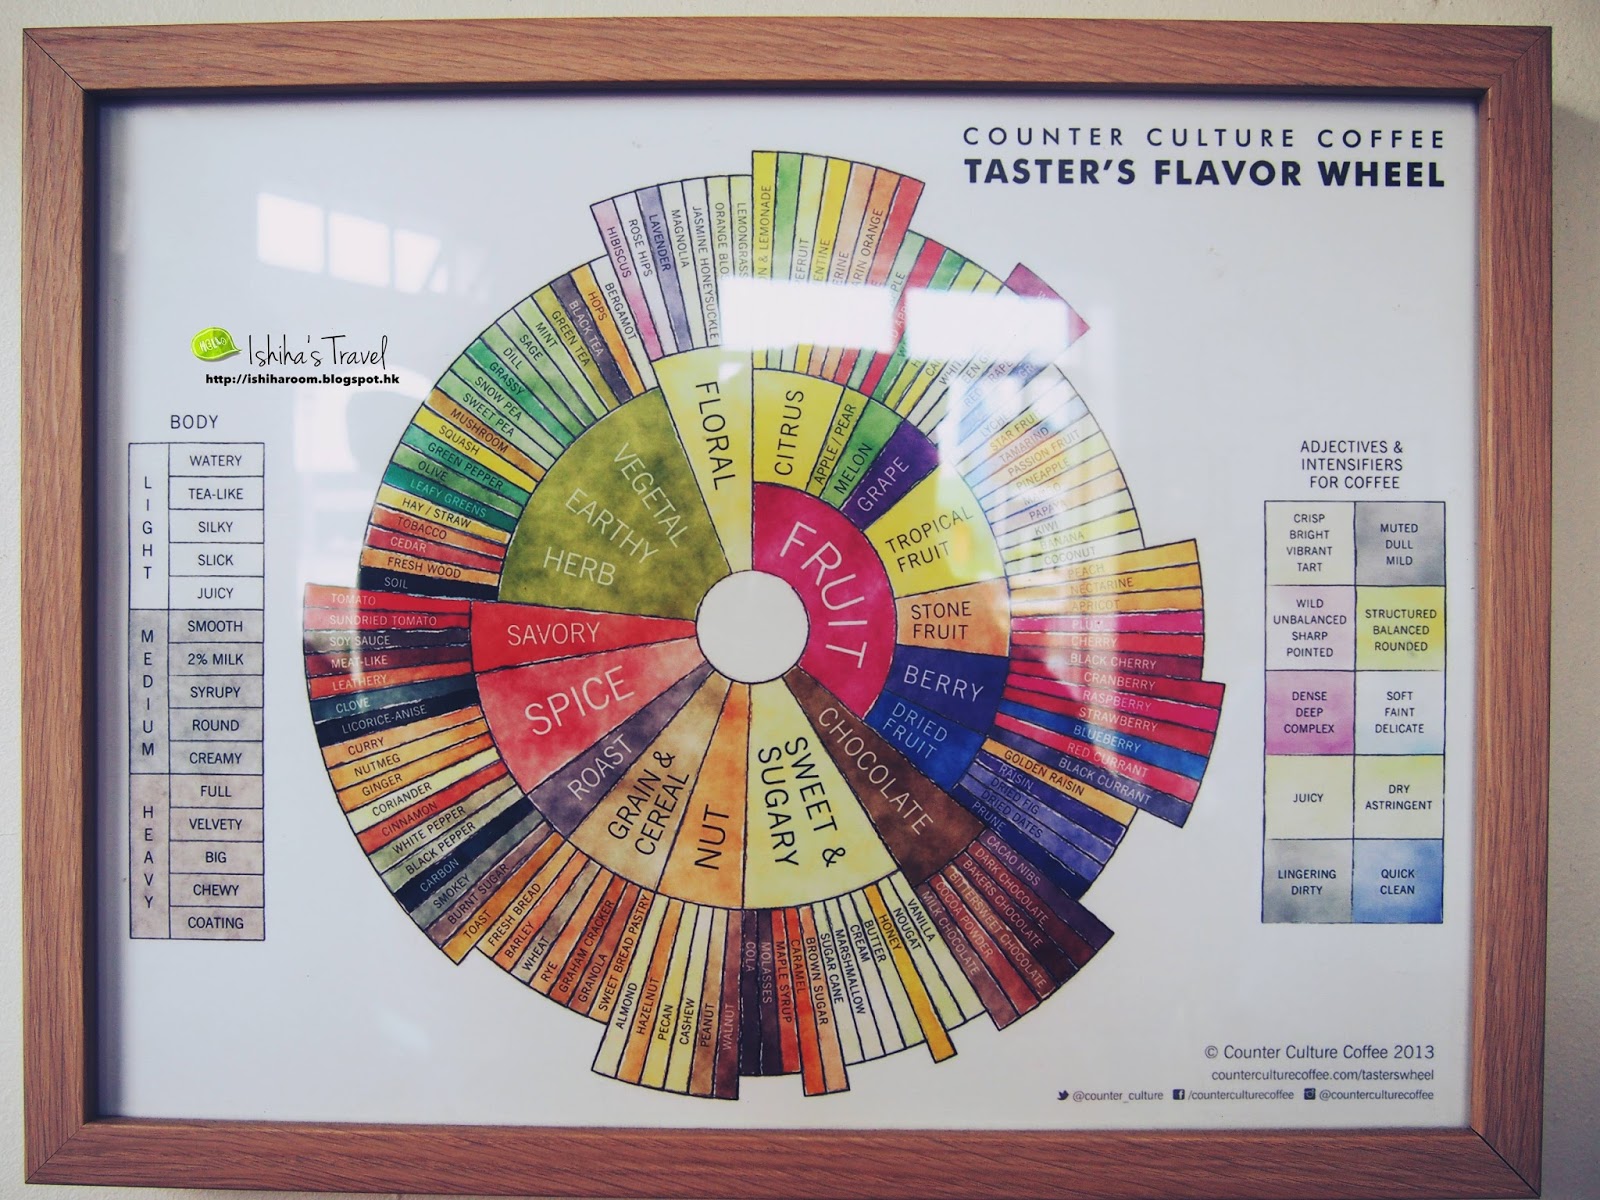 COUNTER CULTURE COFFEE
TASTER'S FLAVOR WHEEL
HELLO
Ishiha's Travel
http://ishiharoom.blogspot.hk
BODY
LIGHT
WATERY
TEA-LIKE
SILKY
SLICK
JUICY
MEDIUM
SMOOTH
2% MILK
SYRUPY
ROUND
CREAMY
HEAVY
FULL
VELVETY
BIG
CHEWY
COATING
FRUIT
CITRUS
APPLE / PEAR
MELON
GRAPE
TROPICAL
FRUIT
STONE
FRUIT
BERRY
DRIED
FRUIT
CHOCOLATE
SWEET &
SUGARY
NUT
GRAIN &
CEREAL
ROAST
SPICE
SAVORY
VEGETAL
EARTHY
HERB
FLORAL
& LEMONADE
ORANGE
STAR FRUIT
TAMARIND
PASSION FRUIT
PINEAPPLE
PAPAYA
KIWI
COCONUT
PEACH
NECTARINE
APRICOT
PLUM
CHERRY
BLACK CHERRY
CRANBERRY
RASPBERRY
STRAWBERRY
BLUEBERRY
RED CURRANT
BLACK CURRANT
GOLDEN RAISIN
RAISIN
DRIED FIG
DRIED DATES
PRUNE
CACAO NIBS
DARK CHOCOLATE
BAKERS CHOCOLATE
BITTERSWEET CHOCOLATE
COCOA POWDER
MILK CHOCOLATE
VANILLA
NOUGAT
HONEY
BUTTER
CREAM
MARSHMALLOW
SUGAR CANE
BROWN SUGAR
CARAMEL
MAPLE SYRUP
MOLASSES
COLA
WALNUT
PEANUT
CASHEW
PECAN
HAZELNUT
ALMOND
SWEET BREAD PASTRY
GRANOLA
GRAHAM CRACKER
RYE
WHEAT
BARLEY
FRESH BREAD
TOAST
BURNT SUGAR
SMOKEY
CARBON
BLACK PEPPER
WHITE PEPPER
CINNAMON
CORIANDER
GINGER
NUTMEG
CURRY
LICORICE-ANISE
CLOVE
LEATHERY
MEAT-LIKE
SOY SAUCE
SUNDRIED TOMATO
TOMATO
SOIL
FRESH WOOD
CEDAR
TOBACCO
HAY / STRAW
LEAFY GREENS
OLIVE
GREEN PEPPER
SQUASH
MUSHROOM
SWEET PEA
SNOW PEA
GRASSY
DILL
SAGE
MINT
GREEN TEA
BLACK TEA
HOPS
BERGAMOT
HIBISCUS
ROSE HIPS
LAVENDER
MAGNOLIA
JASMINE HONEYSUCKLE
ORANGE
LEMONGRASS
ADJECTIVES &
INTENSIFIERS
FOR COFFEE
CRISP
BRIGHT
VIBRANT
TART
MUTED
DULL
MILD
WILD
UNBALANCED
SHARP
POINTED
STRUCTURED
BALANCED
ROUNDED
DENSE
DEEP
COMPLEX
SOFT
FAINT
DELICATE
JUICY
DRY
ASTRINGENT
LINGERING
DIRTY
QUICK
CLEAN
© Counter Culture Coffee 2013
counterculturecoffee.com/tasterswheel
@counter_culture /counterculturecoffee @counterculturecoffee